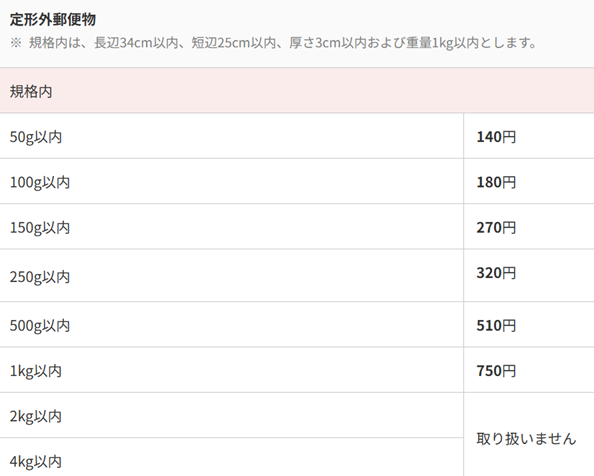 定形外郵便物
※ 規格内は、長辺34cm以内、短辺25cm以内、厚さ3cm以内および重量1kg以内とします。
規格内
50g以内 140円
100g以内 180円
150g以内 270円
250g以内 320円
500g以内 510円
1kg以内 750円
2kg以内
取り扱いません
4kg以内